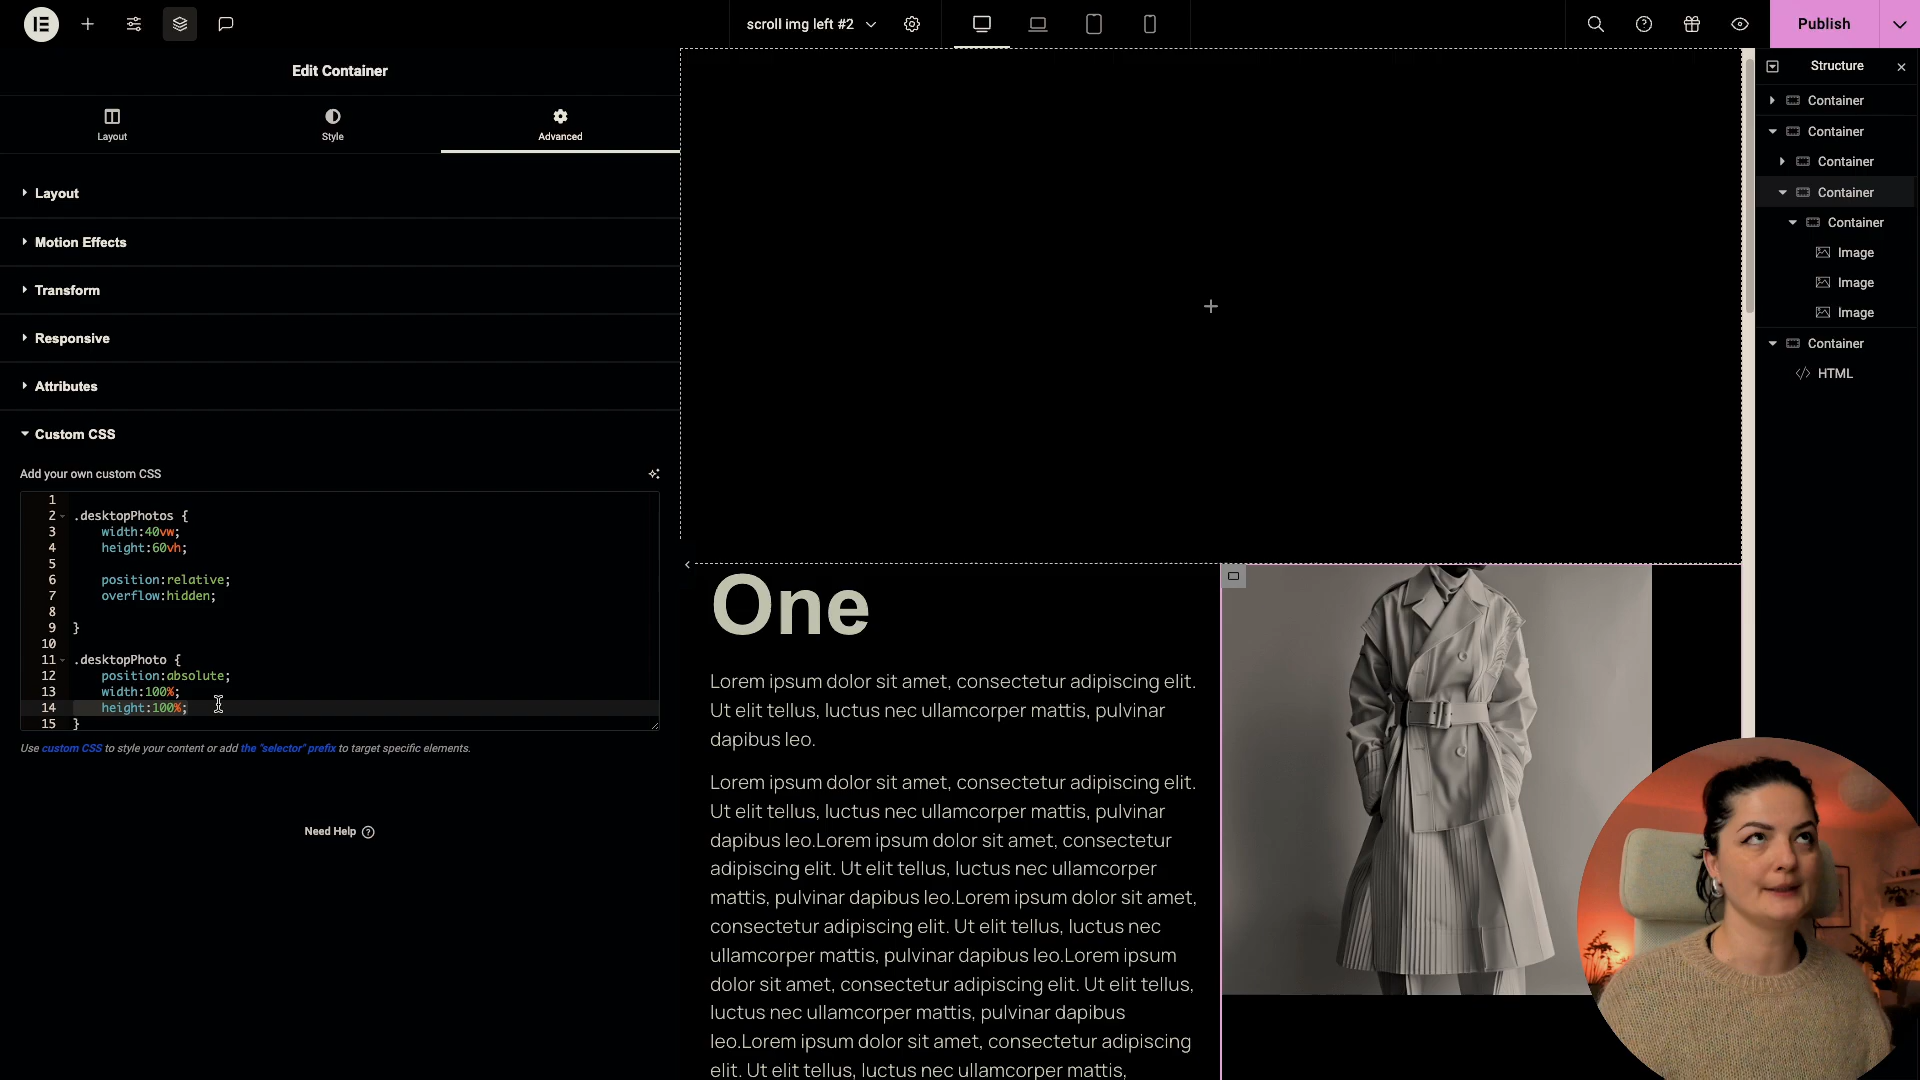 scroll img left #2
Publish
Edit Container
Structure
Layout
Style
Advanced
Layout
Motion Effects
Transform
Responsive
Attributes
Custom CSS
Add your own custom CSS
1
2 .desktopPhotos {
3 width:40vw;
4 height:60vh;
5
6 position:relative;
7 overflow:hidden;
8
9 }
10
11 .desktopPhoto {
12 position:absolute;
13 width:100%;
14 height:100%;
15 }
Use custom CSS to style your content or add the "selector" prefix to target specific elements.
Need Help
One
Lorem ipsum dolor sit amet, consectetur adipiscing elit.
Ut elit tellus, luctus nec ullamcorper mattis, pulvinar
dapibus leo.
Lorem ipsum dolor sit amet, consectetur adipiscing elit.
Ut elit tellus, luctus nec ullamcorper mattis, pulvinar
dapibus leo.Lorem ipsum dolor sit amet, consectetur
adipiscing elit. Ut elit tellus, luctus nec ullamcorper
mattis, pulvinar dapibus leo.Lorem ipsum dolor sit amet,
consectetur adipiscing elit. Ut elit tellus, luctus nec
ullamcorper mattis, pulvinar dapibus leo.Lorem ipsum
dolor sit amet, consectetur adipiscing elit. Ut elit tellus,
luctus nec ullamcorper mattis, pulvinar dapibus
leo.Lorem ipsum dolor sit amet, consectetur adipiscing
elit. Ut elit tellus, luctus nec ullamcorper mattis,
Container
Container
Container
Container
Container
Image
Image
Image
Container
HTML